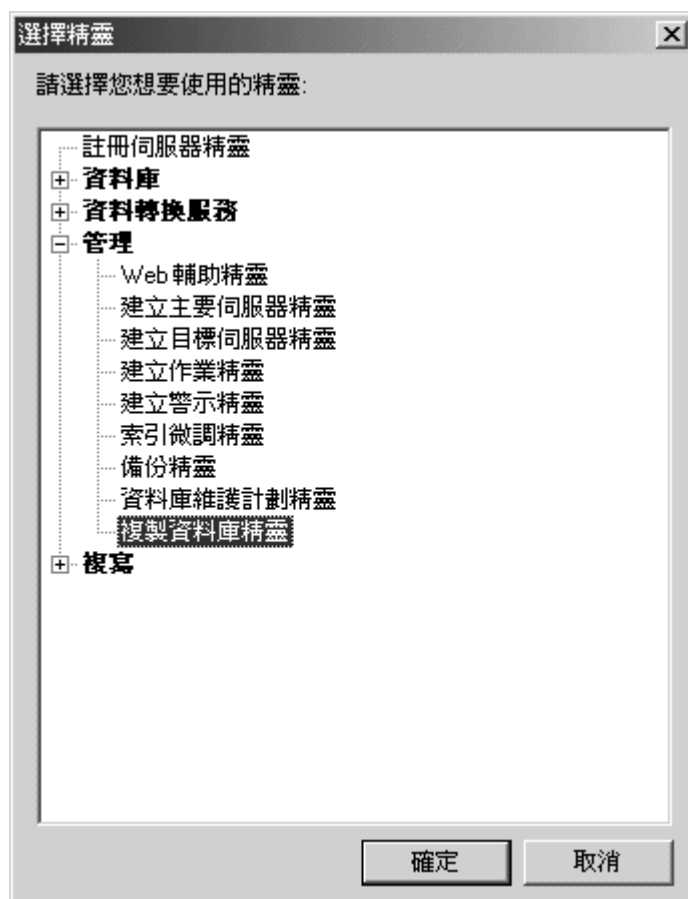 選擇精靈
請選擇您想要使用的精靈:
註冊伺服器精靈
資料庫
資料轉換服務
管理
Web 輔助精靈
建立主要伺服器精靈
建立目標伺服器精靈
建立作業精靈
建立警示精靈
索引微調精靈
備份精靈
資料庫維護計劃精靈
複製資料庫精靈
複寫
確定
取消